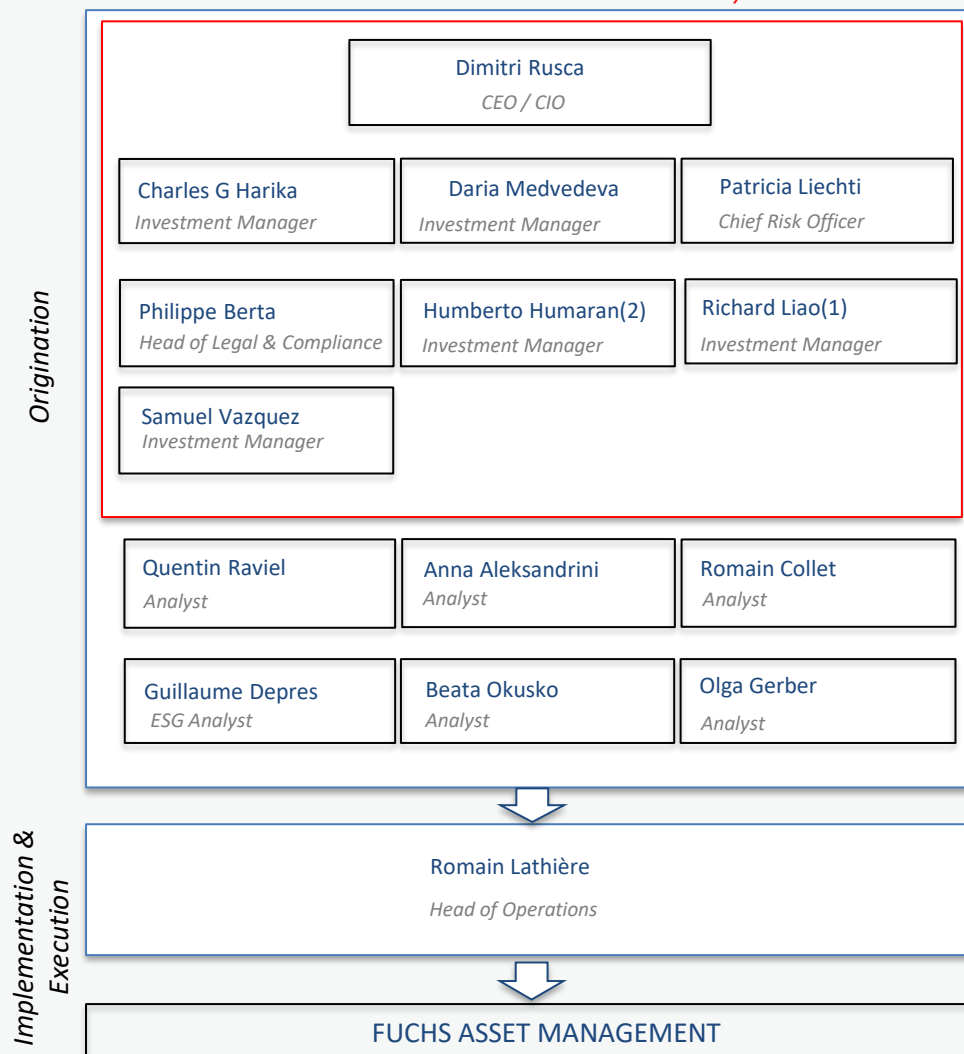 Dimitri Rusca
CEO / CIO
Charles G Harika
Investment Manager
Daria Medvedeva
Investment Manager
Patricia Liechti
Chief Risk Officer
Philippe Berta
Head of Legal & Compliance
Humberto Humaran(2)
Investment Manager
Richard Liao(1)
Investment Manager
Samuel Vazquez
Investment Manager
Origination
Quentin Raviel
Analyst
Anna Aleksandrini
Analyst
Romain Collet
Analyst
Guillaume Depres
ESG Analyst
Beata Okusko
Analyst
Olga Gerber
Analyst
Implementation &
Execution
Romain Lathière
Head of Operations
FUCHS ASSET MANAGEMENT